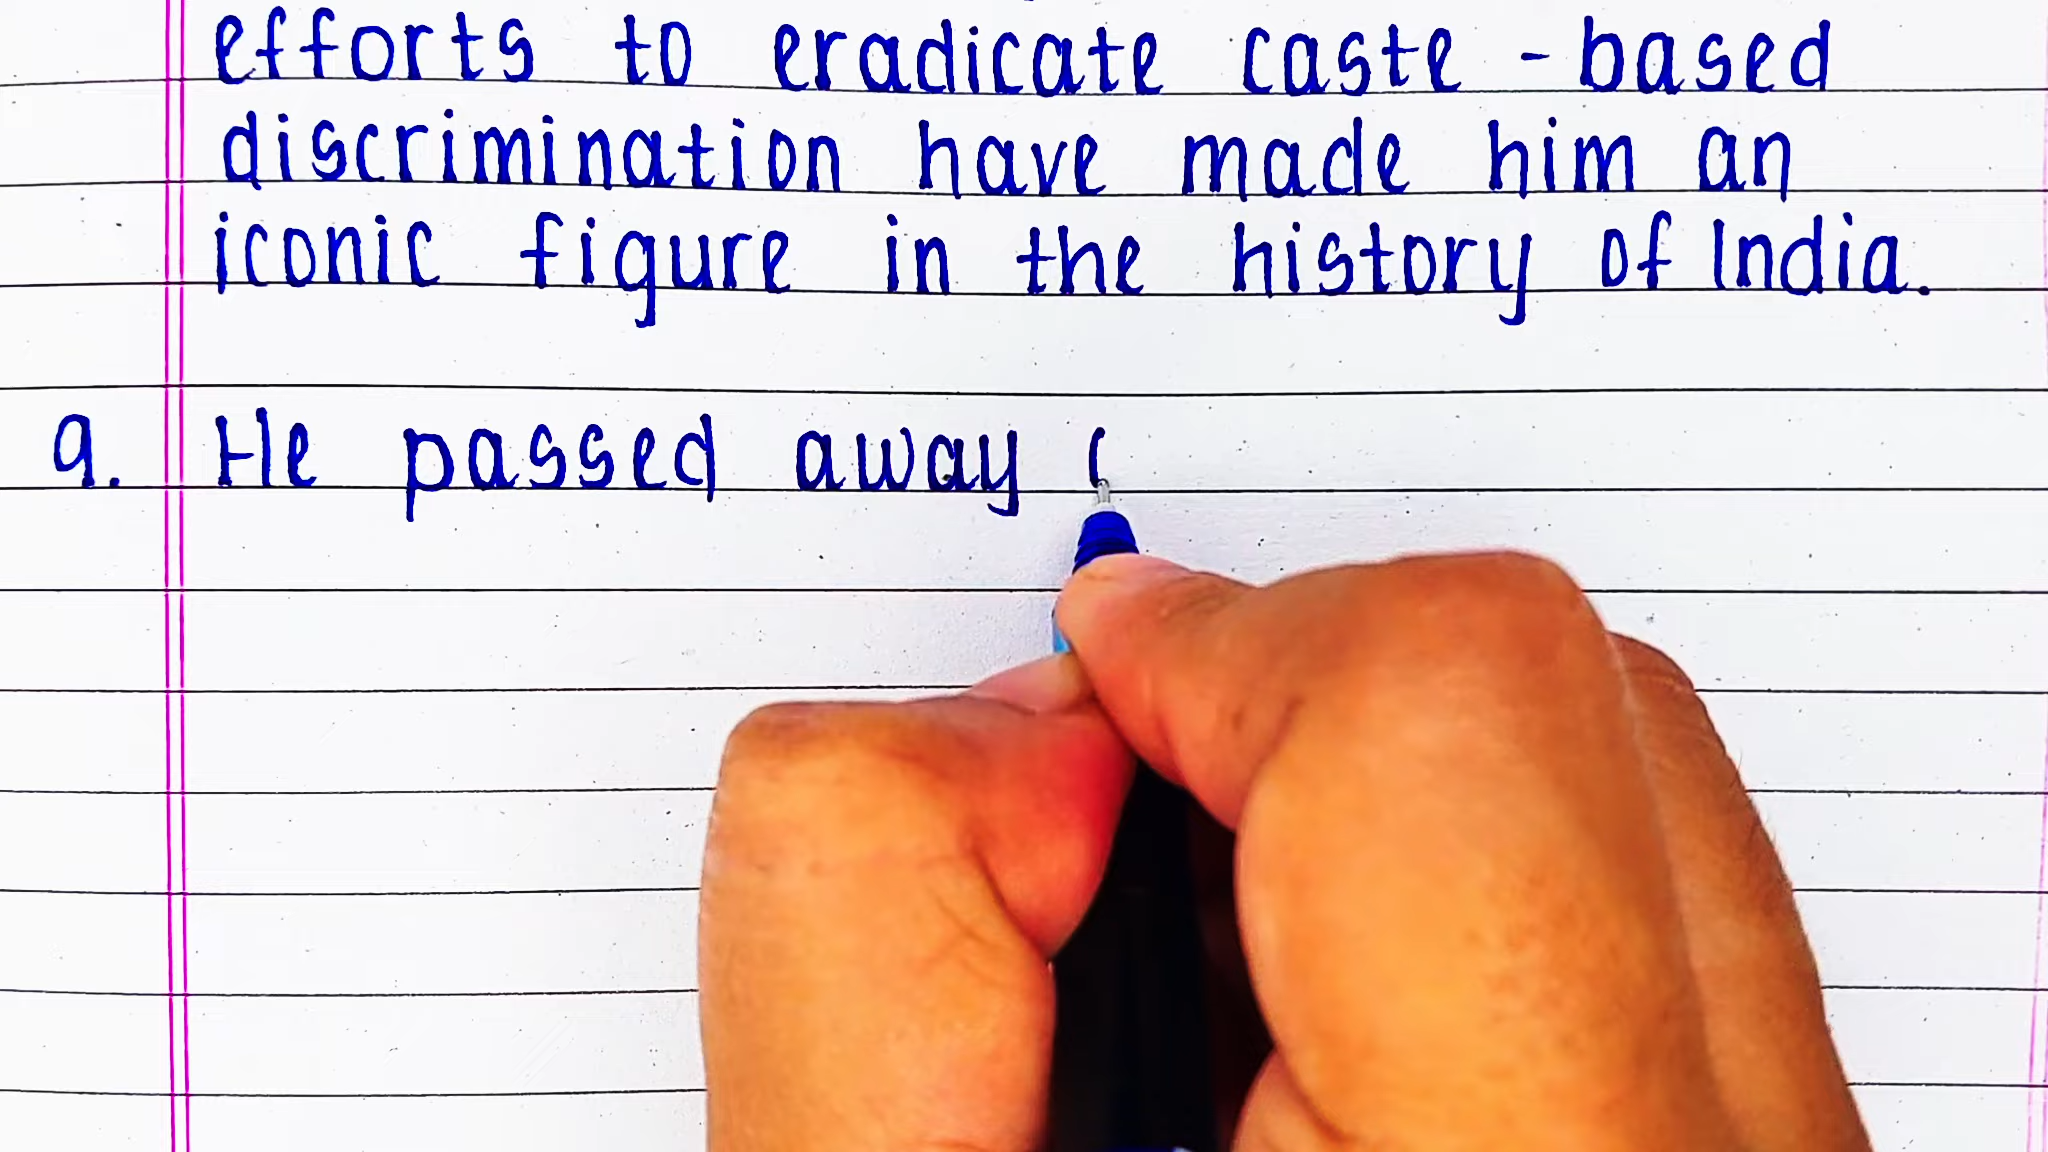 efforts to eradicate caste - based
discrimination have made him an
iconic figure in the history of India.
9. He passed away